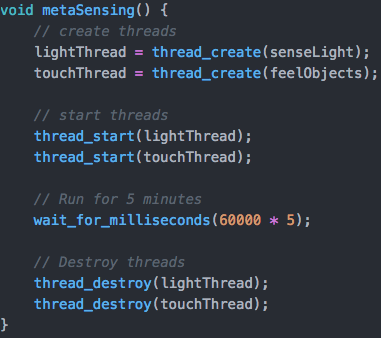 void metaSensing() {
    // create threads
    lightThread = thread_create(senseLight);
    touchThread = thread_create(feelObjects);

    // start threads
    thread_start(lightThread);
    thread_start(touchThread);

    // Run for 5 minutes
    wait_for_milliseconds(60000 * 5);

    // Destroy threads
    thread_destroy(lightThread);
    thread_destroy(touchThread);
}